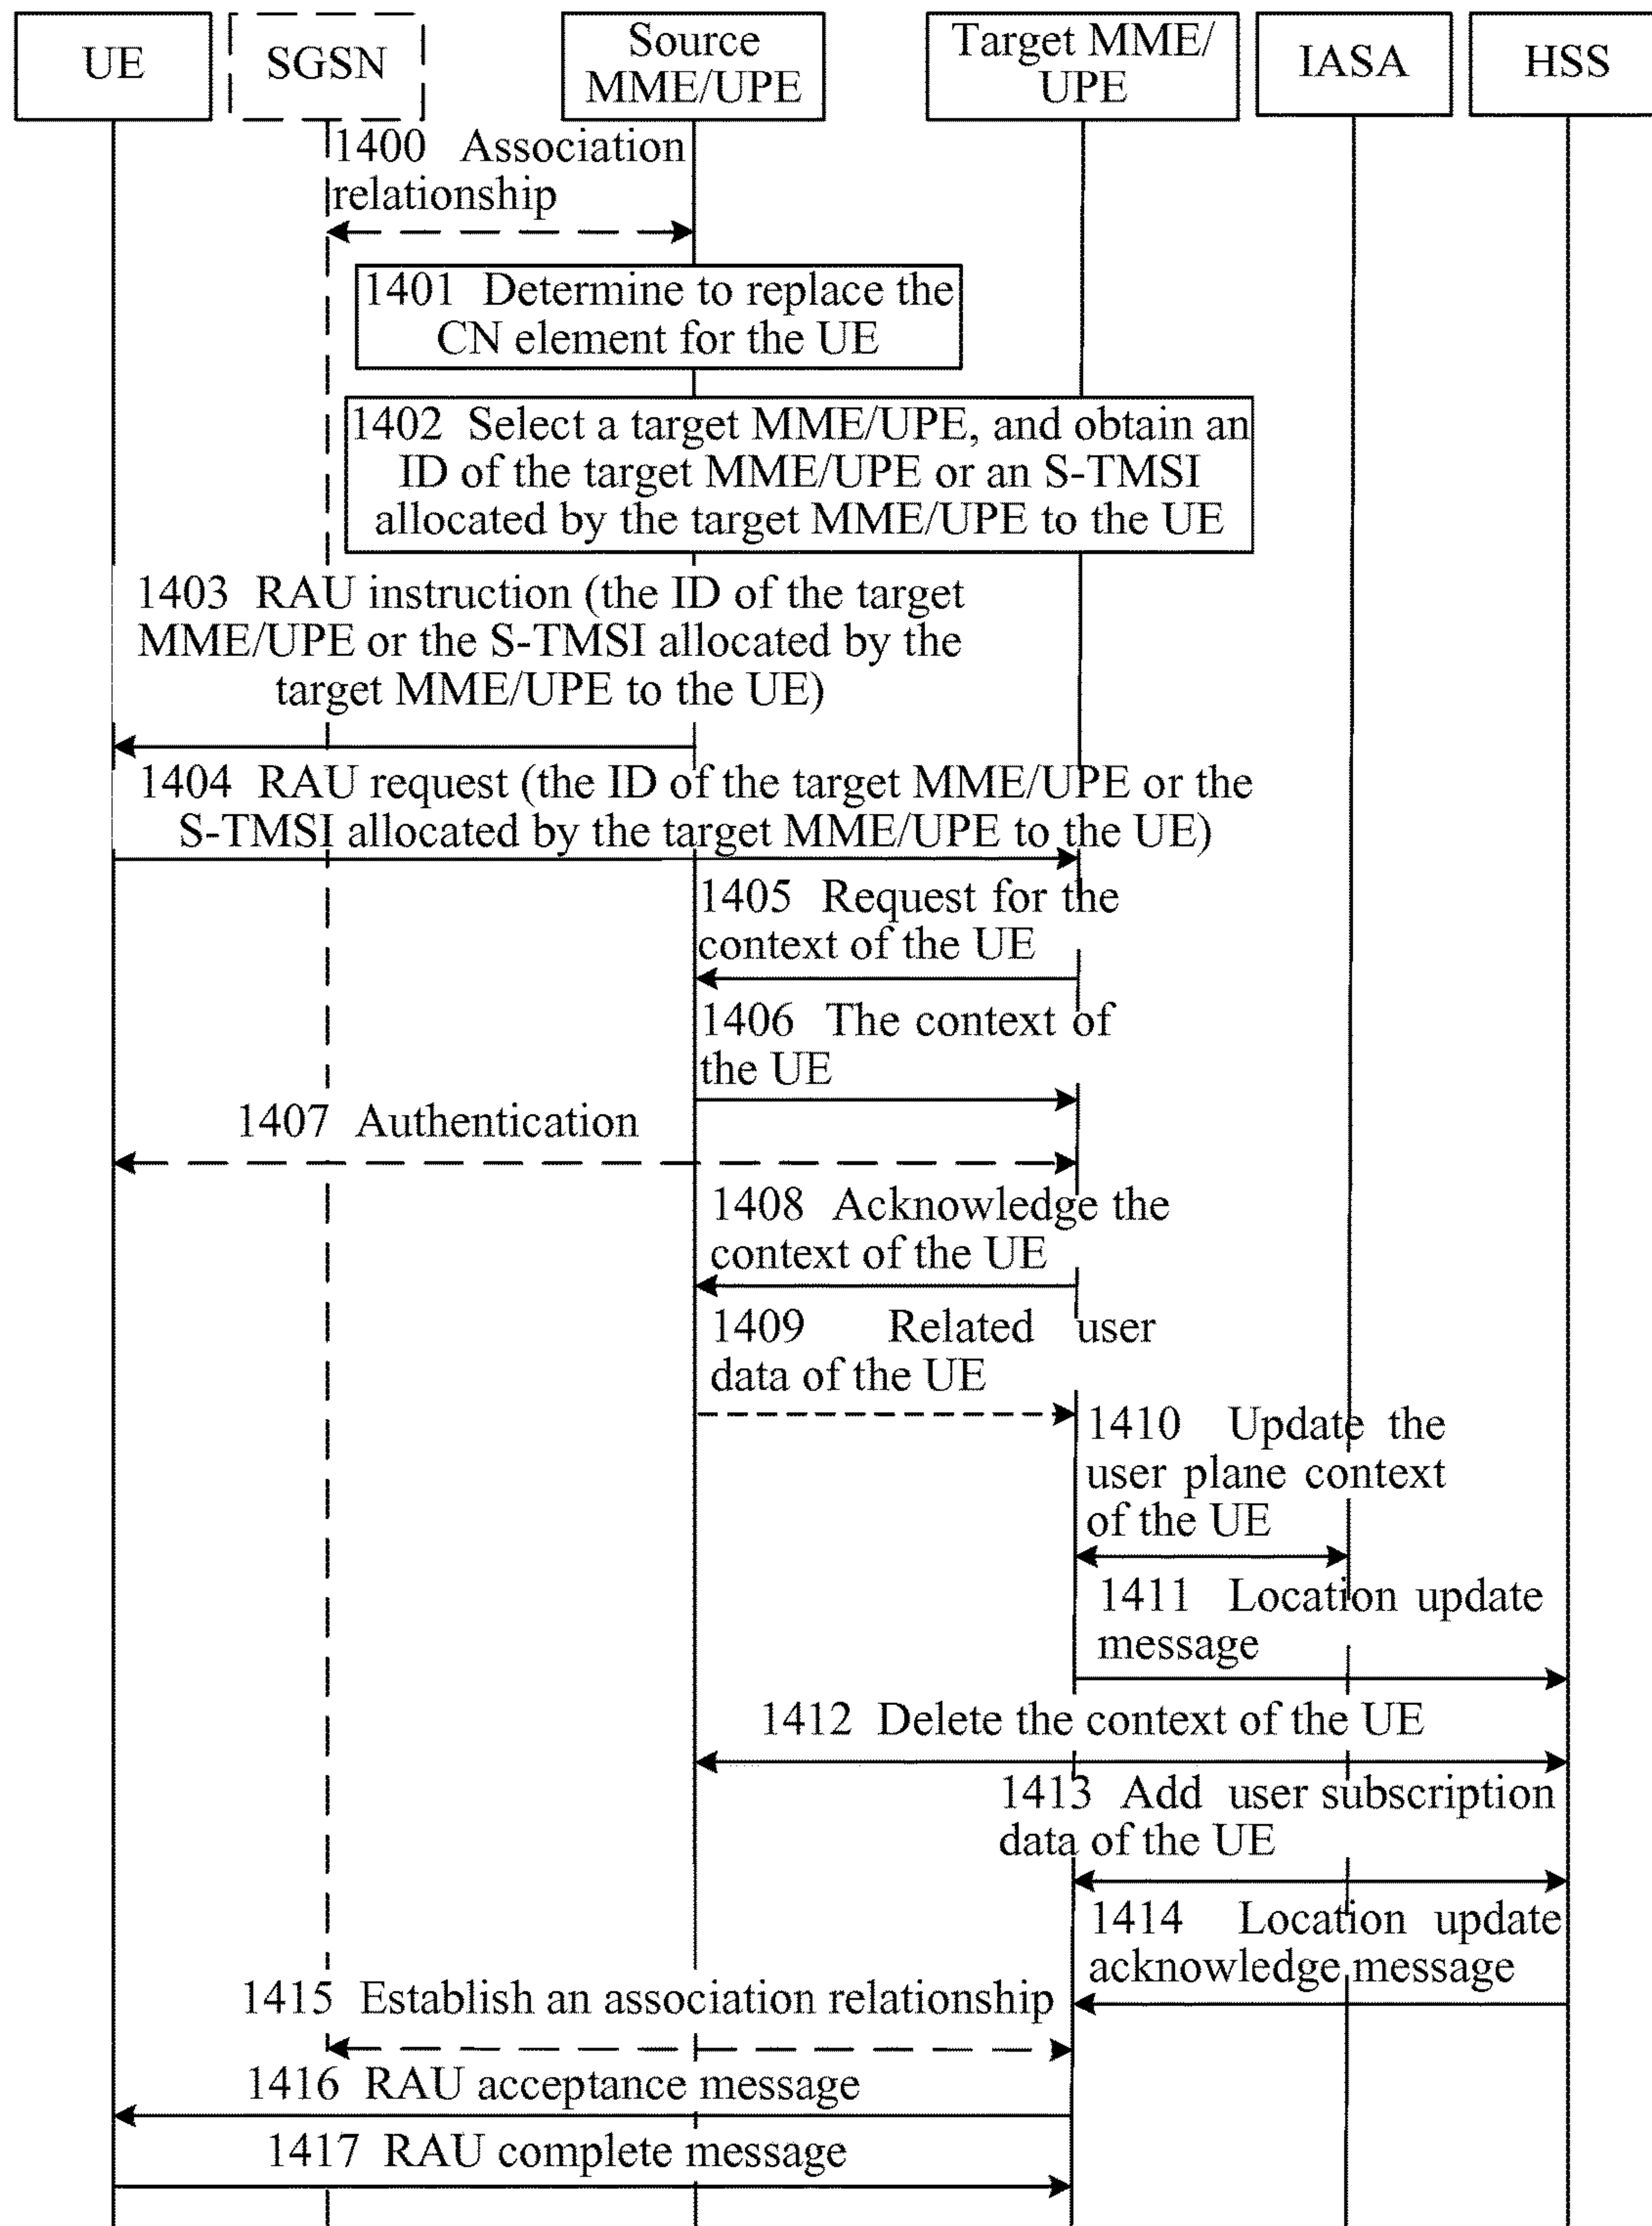 UE
SGSN
Source
MME/UPE
Target MME/
UPE
IASA
HSS
1400 Association
relationship
1401 Determine to replace the
CN element for the UE
1402 Select a target MME/UPE, and obtain an
ID of the target MME/UPE or an S-TMSI
allocated by the target MME/UPE to the UE
1403 RAU instruction (the ID of the target
MME/UPE or the S-TMSI allocated by the
target MME/UPE to the UE)
1404 RAU request (the ID of the target MME/UPE or the
S-TMSI allocated by the target MME/UPE to the UE)
1405 Request for the
context of the UE
1406 The context of
the UE
1407 Authentication
1408 Acknowledge the
context of the UE
1409 Related user
data of the UE
1410 Update the
user plane context
of the UE
1411 Location update
message
1412 Delete the context of the UE
1413 Add user subscription
data of the UE
1414 Location update
acknowledge message
1415 Establish an association relationship
1416 RAU acceptance message
1417 RAU complete message